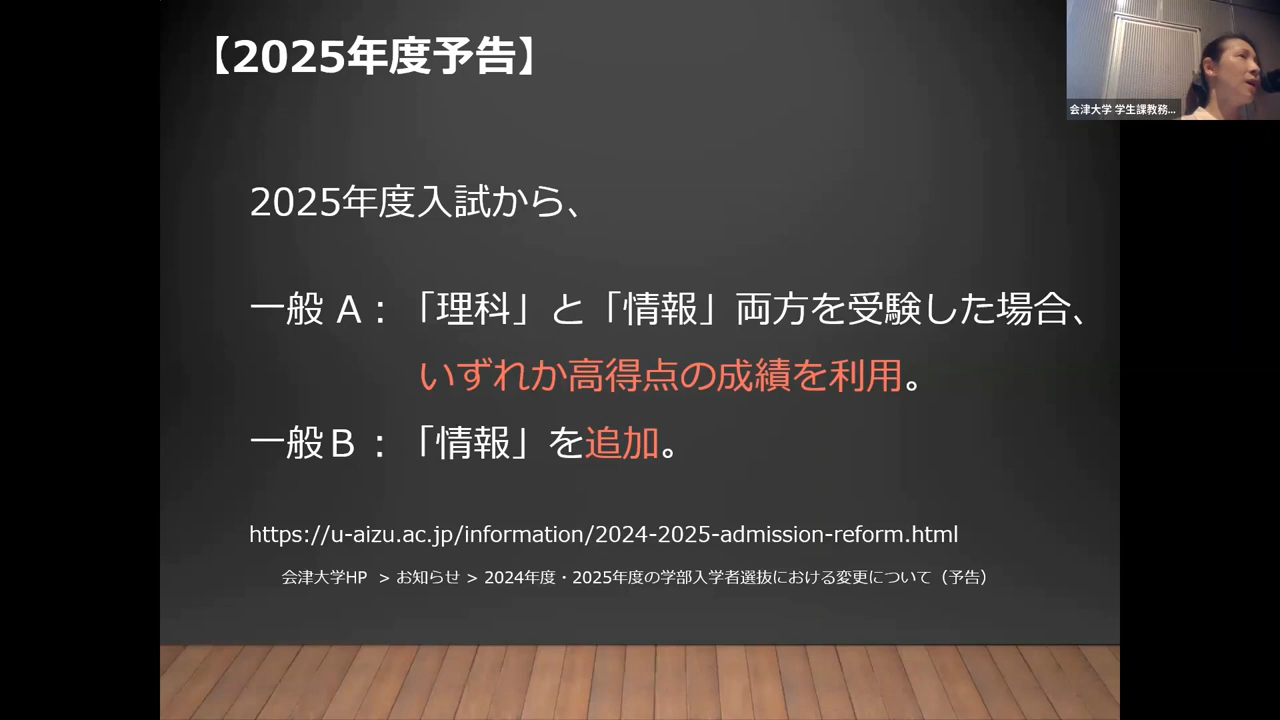 【2025年度予告】
会津大学 学生課教務...
2025年度入試から、
一般 A：「理科」と「情報」両方を受験した場合、
いずれか高得点の成績を利用。
一般B：「情報」を追加。
https://u-aizu.ac.jp/information/2024-2025-admission-reform.html
会津大学HP > お知らせ > 2024年度・2025年度の学部入学者選抜における変更について（予告）